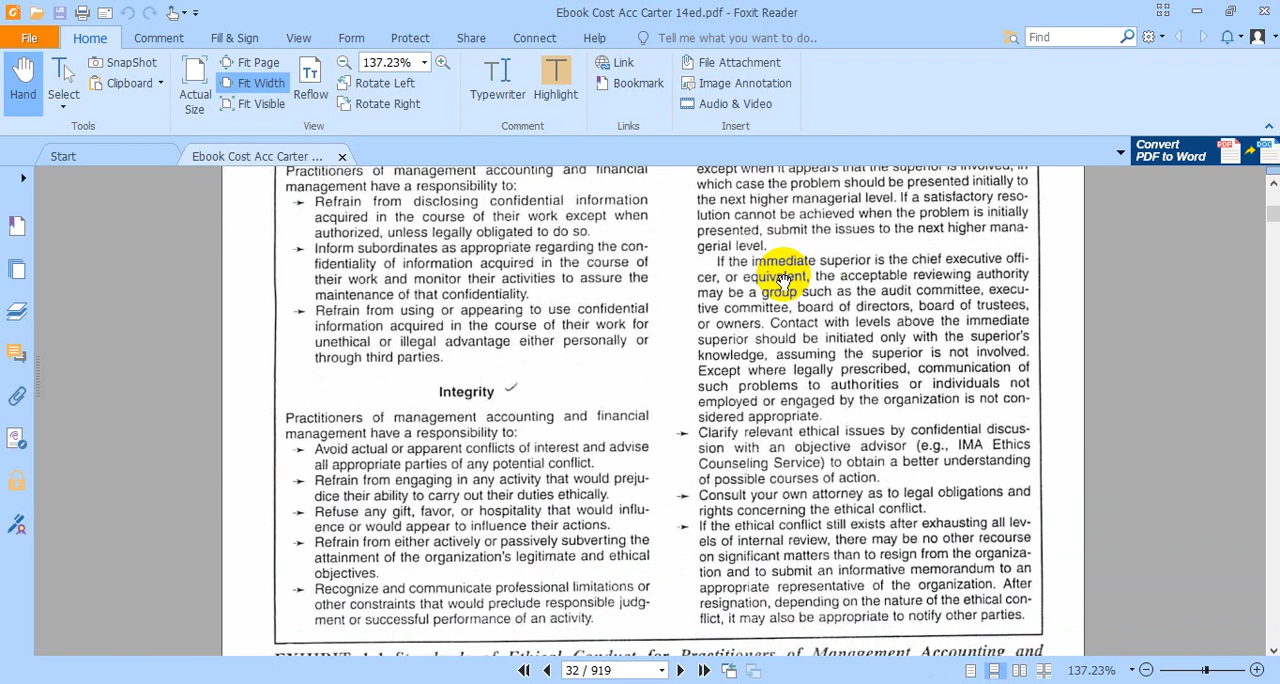 Ebook Cost Acc Carter 14ed.pdf - Foxit Reader
File Home Comment Fill & Sign View Form Protect Share Connect Help Tell me what you want to do.. Find
Hand
Select
SnapShot
Clipboard
Tools
Actual Size
Fit Page
Fit Width
Fit Visible
Reflow
137.23%
Rotate Left
Rotate Right
View
Typewriter
Highlight
Comment
Link
Bookmark
Links
File Attachment
Image Annotation
Audio & Video
Insert
Start
Ebook Cost Acc Carter ...
Convert
PDF to Word
PDF
DOC
Practitioners of management accounting and financial
management have a responsibility to:
Refrain from disclosing confidential information
acquired in the course of their work except when
authorized, unless legally obligated to do so.
Inform subordinates as appropriate regarding the con-
fidentiality of information acquired in the course of
their work and monitor their activities to assure the
maintenance of that confidentiality.
Refrain from using or appearing to use confidential
information acquired in the course of their work for
unethical or illegal advantage either personally or
through third parties.
Integrity
Practitioners of management accounting and financial
management have a responsibility to:
Avoid actual or apparent conflicts of interest and advise
all appropriate parties of any potential conflict.
Refrain from engaging in any activity that would preju-
dice their ability to carry out their duties ethically.
Refuse any gift, favor, or hospitality that would influ-
ence or would appear to influence their actions.
Refrain from either actively or passively subverting the
attainment of the organization's legitimate and ethical
objectives.
Recognize and communicate professional limitations or
other constraints that would preclude responsible judg-
ment or successful performance of an activity.
except when it appears that the superior is involved, in
which case the problem should be presented initially to
the next higher managerial level. If a satisfactory reso-
lution cannot be achieved when the problem is initially
presented, submit the issues to the next higher mana-
gerial level.
If the immediate superior is the chief executive offi-
cer, or equivalent, the acceptable reviewing authority
may be a group such as the audit committee, execu-
tive committee, board of directors, board of trustees,
or owners. Contact with levels above the immediate
superior should be initiated only with the superior's
knowledge, assuming the superior is not involved.
Except where legally prescribed, communication of
such problems to authorities or individuals not
employed or engaged by the organization is not con-
sidered appropriate.
Clarify relevant ethical issues by confidential discus-
sion with an objective advisor (e.g., IMA Ethics
Counseling Service) to obtain a better understanding
of possible courses of action.
Consult your own attorney as to legal obligations and
rights concerning the ethical conflict.
If the ethical conflict still exists after exhausting all lev-
els of internal review, there may be no other recourse
on significant matters than to resign from the organiza-
tion and to submit an informative memorandum to an
appropriate representative of the organization. After
resignation, depending on the nature of the ethical con-
flict, it may also be appropriate to notify other parties.
Ethical Conduct for Practitioners of Management Accounting and
32 / 919
137.23%